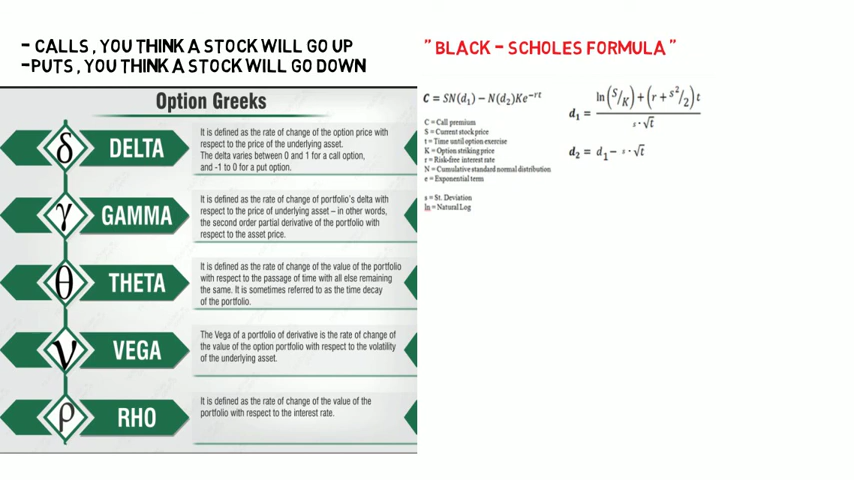 - CALLS, YOU THINK A STOCK WILL GO UP
-PUTS, YOU THINK A STOCK WILL GO DOWN
Option Greeks
δ DELTA
It is defined as the rate of change of the option price with
respect to the price of the underlying asset.
The delta varies between 0 and 1 for a call option,
and -1 to 0 for a put option.
γ GAMMA
It is defined as the rate of change of portfolio's delta with
respect to the price of underlying asset – in other words,
the second order partial derivative of the portfolio with
respect to the asset price.
θ THETA
It is defined as the rate of change of the value of the portfolio
with respect to the passage of time with all else remaining
the same. It is sometimes referred to as the time decay
of the portfolio.
ν VEGA
The Vega of a portfolio of derivative is the rate of change of
the value of the option portfolio with respect to the volatility
of the underlying asset.
ρ RHO
It is defined as the rate of change of the value of the
portfolio with respect to the interest rate.
"BLACK - SCHOLES FORMULA"
C = SN(d₁) − N(d₂)Ke⁻ʳᵗ
C = Call premium
S = Current stock price
t = Time until option exercise
K = Option striking price
r = Risk-free interest rate
N = Cumulative standard normal distribution
e = Exponential term
s = St. Deviation
ln = Natural Log
d₁ = (ln(S/K) + (r + s²/2) t) / (s · √t)
d₂ = d₁ − s · √t